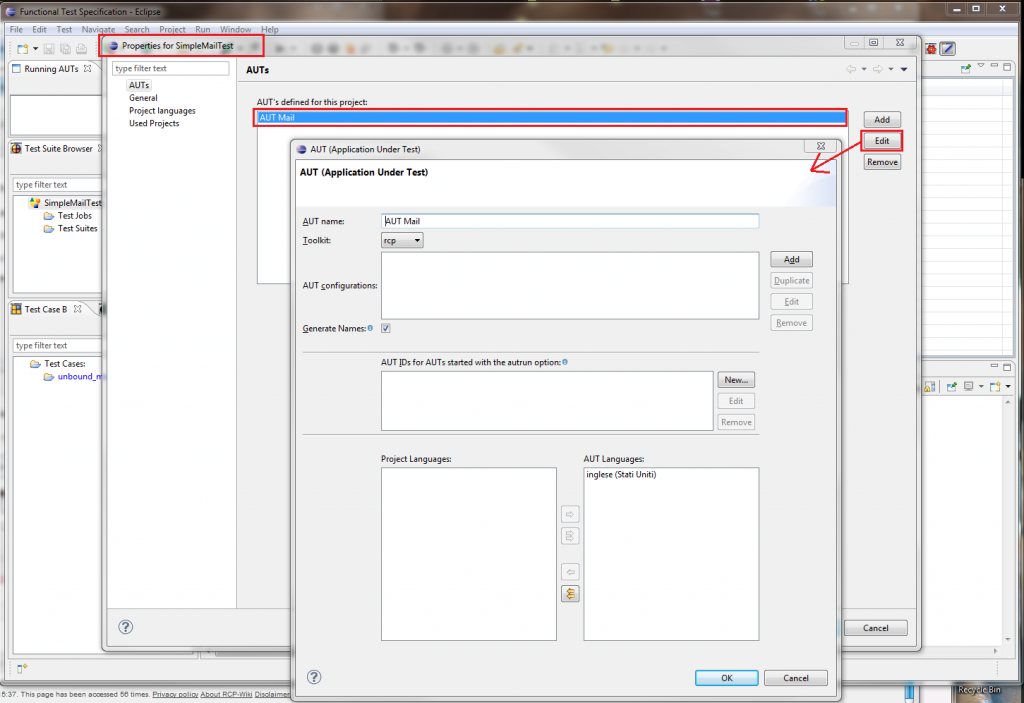 Functional Test Specification - Eclipse
File Edit Test Navigate Search Project Run Window Help
Properties for SimpleMailTest
Running AUTs
type filter text
AUTs
General
Project languages
Used Projects
AUTs
AUT's defined for this project:
AUT Mail
Add
Edit
Remove
Test Suite Browser
type filter text
SimpleMailTest
Test Jobs
Test Suites
Test Case B
type filter text
Test Cases:
unbound_m
AUT (Application Under Test)
AUT (Application Under Test)
AUT name: AUT Mail
Toolkit: rcp
AUT configurations:
Add
Duplicate
Edit
Remove
Generate Names:
AUT IDs for AUTs started with the autrun option:
New...
Edit
Remove
Project Languages: AUT Languages:
inglese (Stati Uniti)
OK Cancel
Cancel
5:37. This page has been accessed 56 times. Privacy policy About RCP-Wiki Disclaimer
Recycle Bin